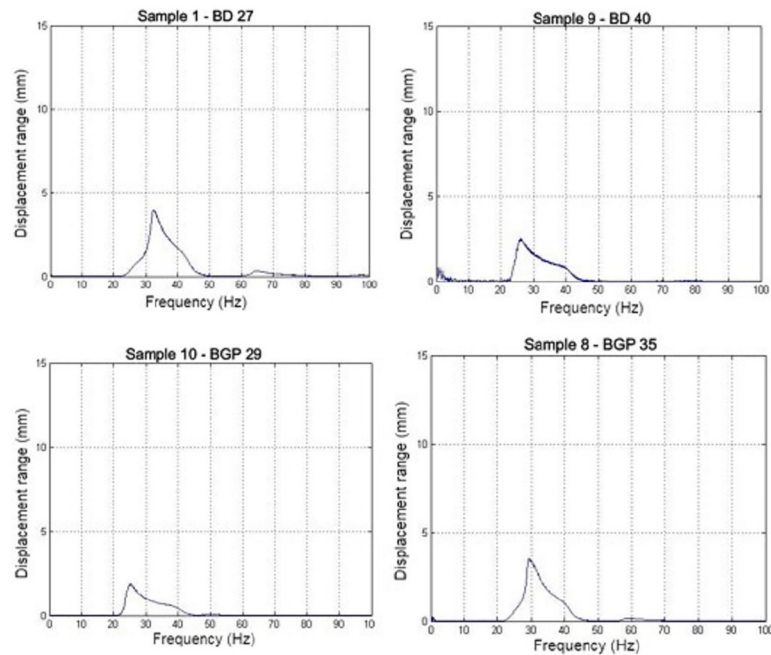 Sample 1 - BD 27
Displacement range (mm)
15
10
5
0
0 10 20 30 40 50 60 70 80 90 100
Frequency (Hz)
Sample 9 - BD 40
Displacement range (mm)
15
10
5
0
0 10 20 30 40 50 60 70 80 90 100
Frequency (Hz)
Sample 10 - BGP 29
Displacement range (mm)
15
10
5
0
0 10 20 30 40 50 60 70 80 90 100
Frequency (Hz)
Sample 8 - BGP 35
Displacement range (mm)
15
10
5
0
0 10 20 30 40 50 60 70 80 90 100
Frequency (Hz)